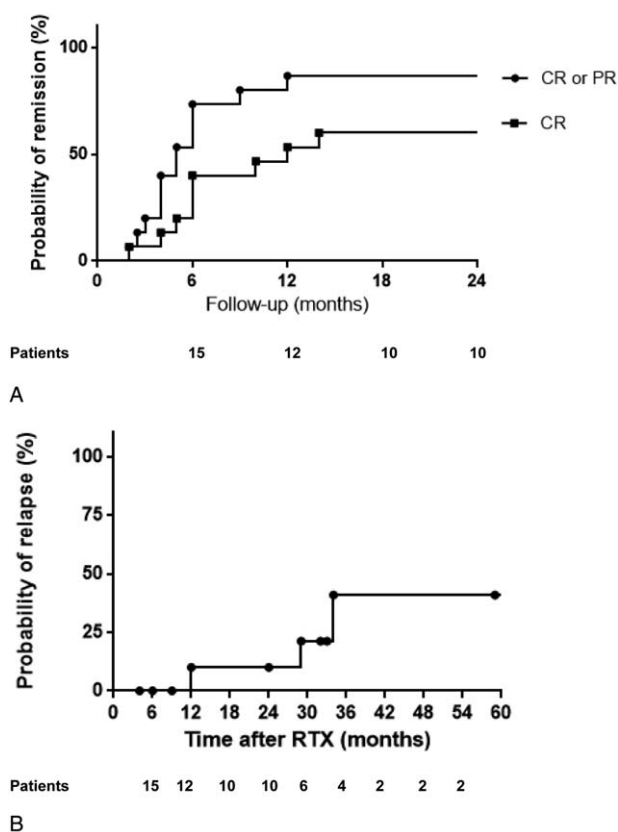 Probability of remission (%)
100
50
0
0 6 12 18 24
Follow-up (months)
CR or PR
CR
Patients 15 12 10 10
A
Probability of relapse (%)
100
75
50
25
0
0 6 12 18 24 30 36 42 48 54 60
Time after RTX (months)
Patients 15 12 10 10 6 4 2 2 2
B